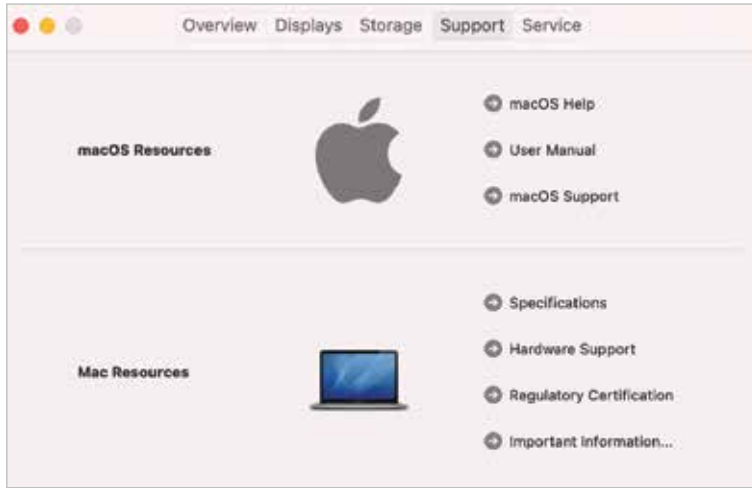 Overview Displays Storage Support Service
macOS Resources
macOS Help
User Manual
macOS Support
Mac Resources
Specifications
Hardware Support
Regulatory Certification
Important Information...